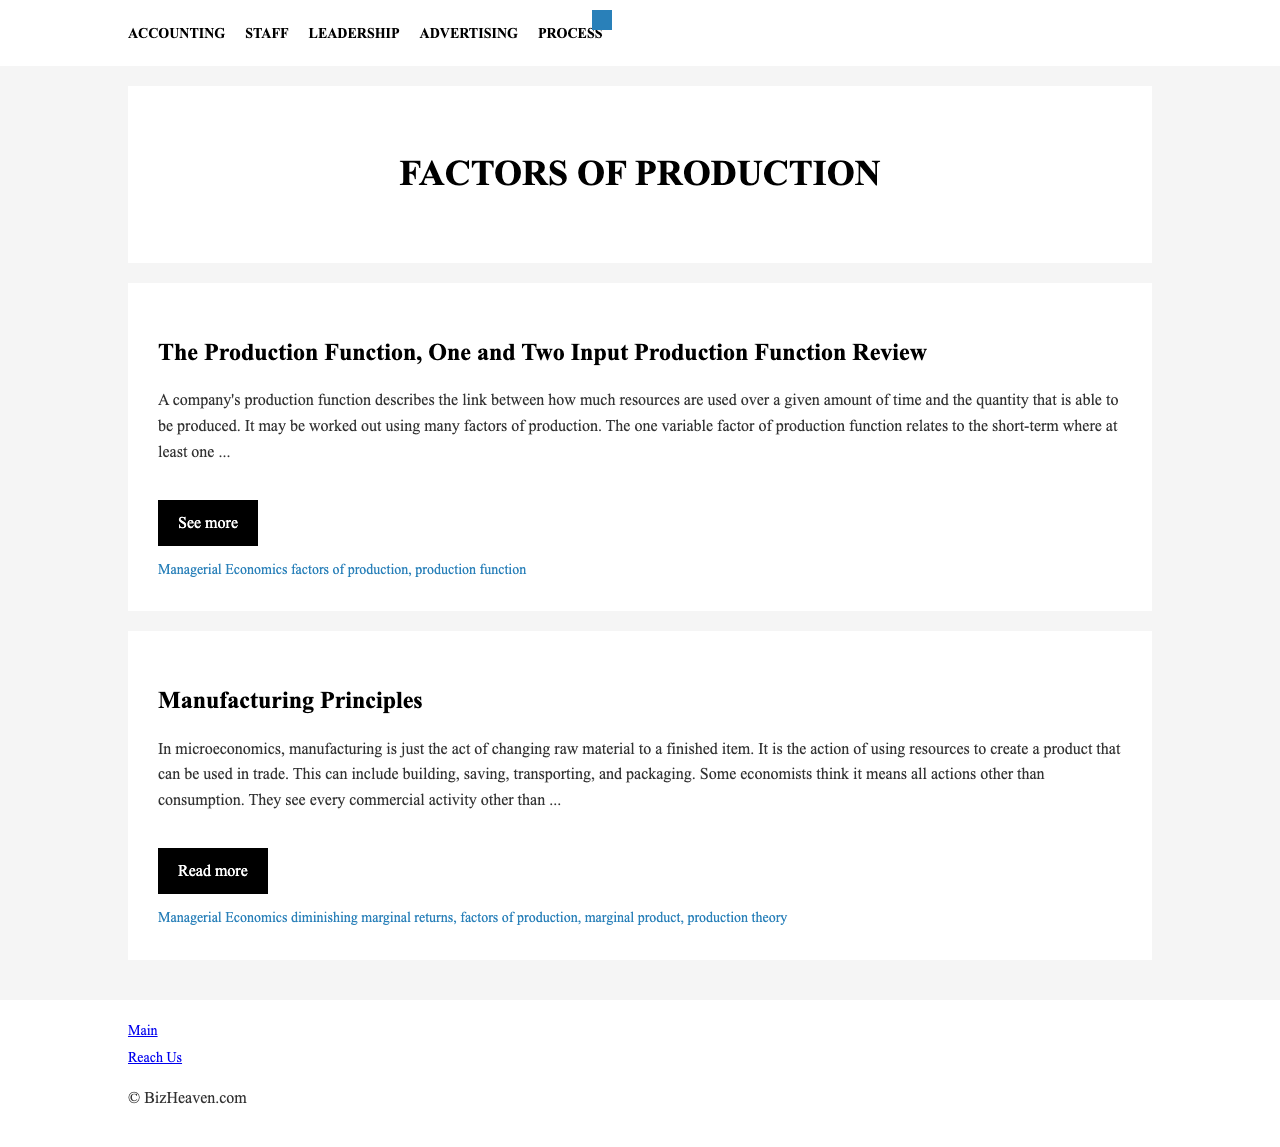 ACCOUNTING STAFF LEADERSHIP ADVERTISING PROCESS
FACTORS OF PRODUCTION
The Production Function, One and Two Input Production Function Review
A company's production function describes the link between how much resources are used over a given amount of time and the quantity that is able to
be produced. It may be worked out using many factors of production. The one variable factor of production function relates to the short-term where at
least one ...
See more
Managerial Economics factors of production, production function
Manufacturing Principles
In microeconomics, manufacturing is just the act of changing raw material to a finished item. It is the action of using resources to create a product that
can be used in trade. This can include building, saving, transporting, and packaging. Some economists think it means all actions other than
consumption. They see every commercial activity other than ...
Read more
Managerial Economics diminishing marginal returns, factors of production, marginal product, production theory
Main
Reach Us
© BizHeaven.com